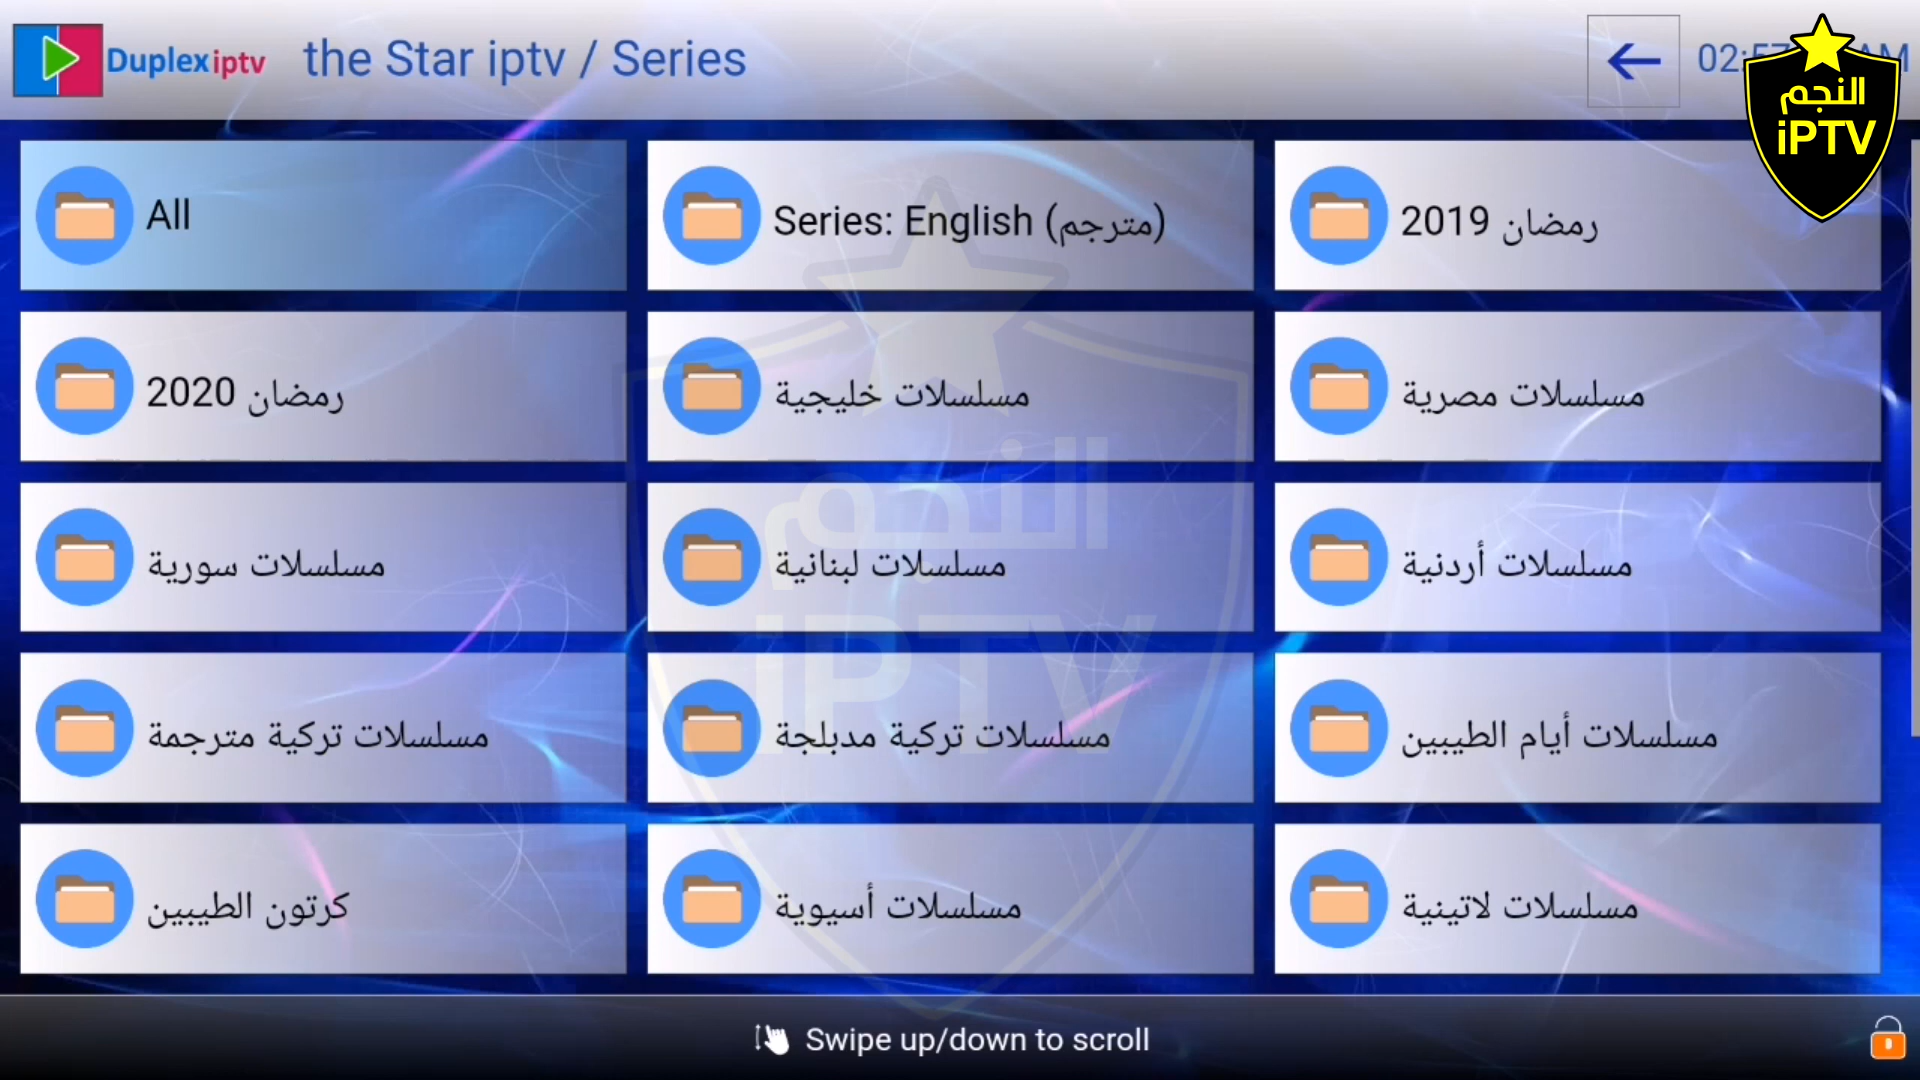 Duplexiptv
the Star iptv / Series
النجم
iPTV
All
Series: English (مترجم)
رمضان 2019
رمضان 2020
مسلسلات خليجية
مسلسلات مصرية
مسلسلات سورية
مسلسلات لبنانية
مسلسلات أردنية
مسلسلات تركية مترجمة
مسلسلات تركية مدبلجة
مسلسلات أيام الطيبين
كرتون الطيبين
مسلسلات أسيوية
مسلسلات لاتينية
النجم
iPTV
Swipe up/down to scroll